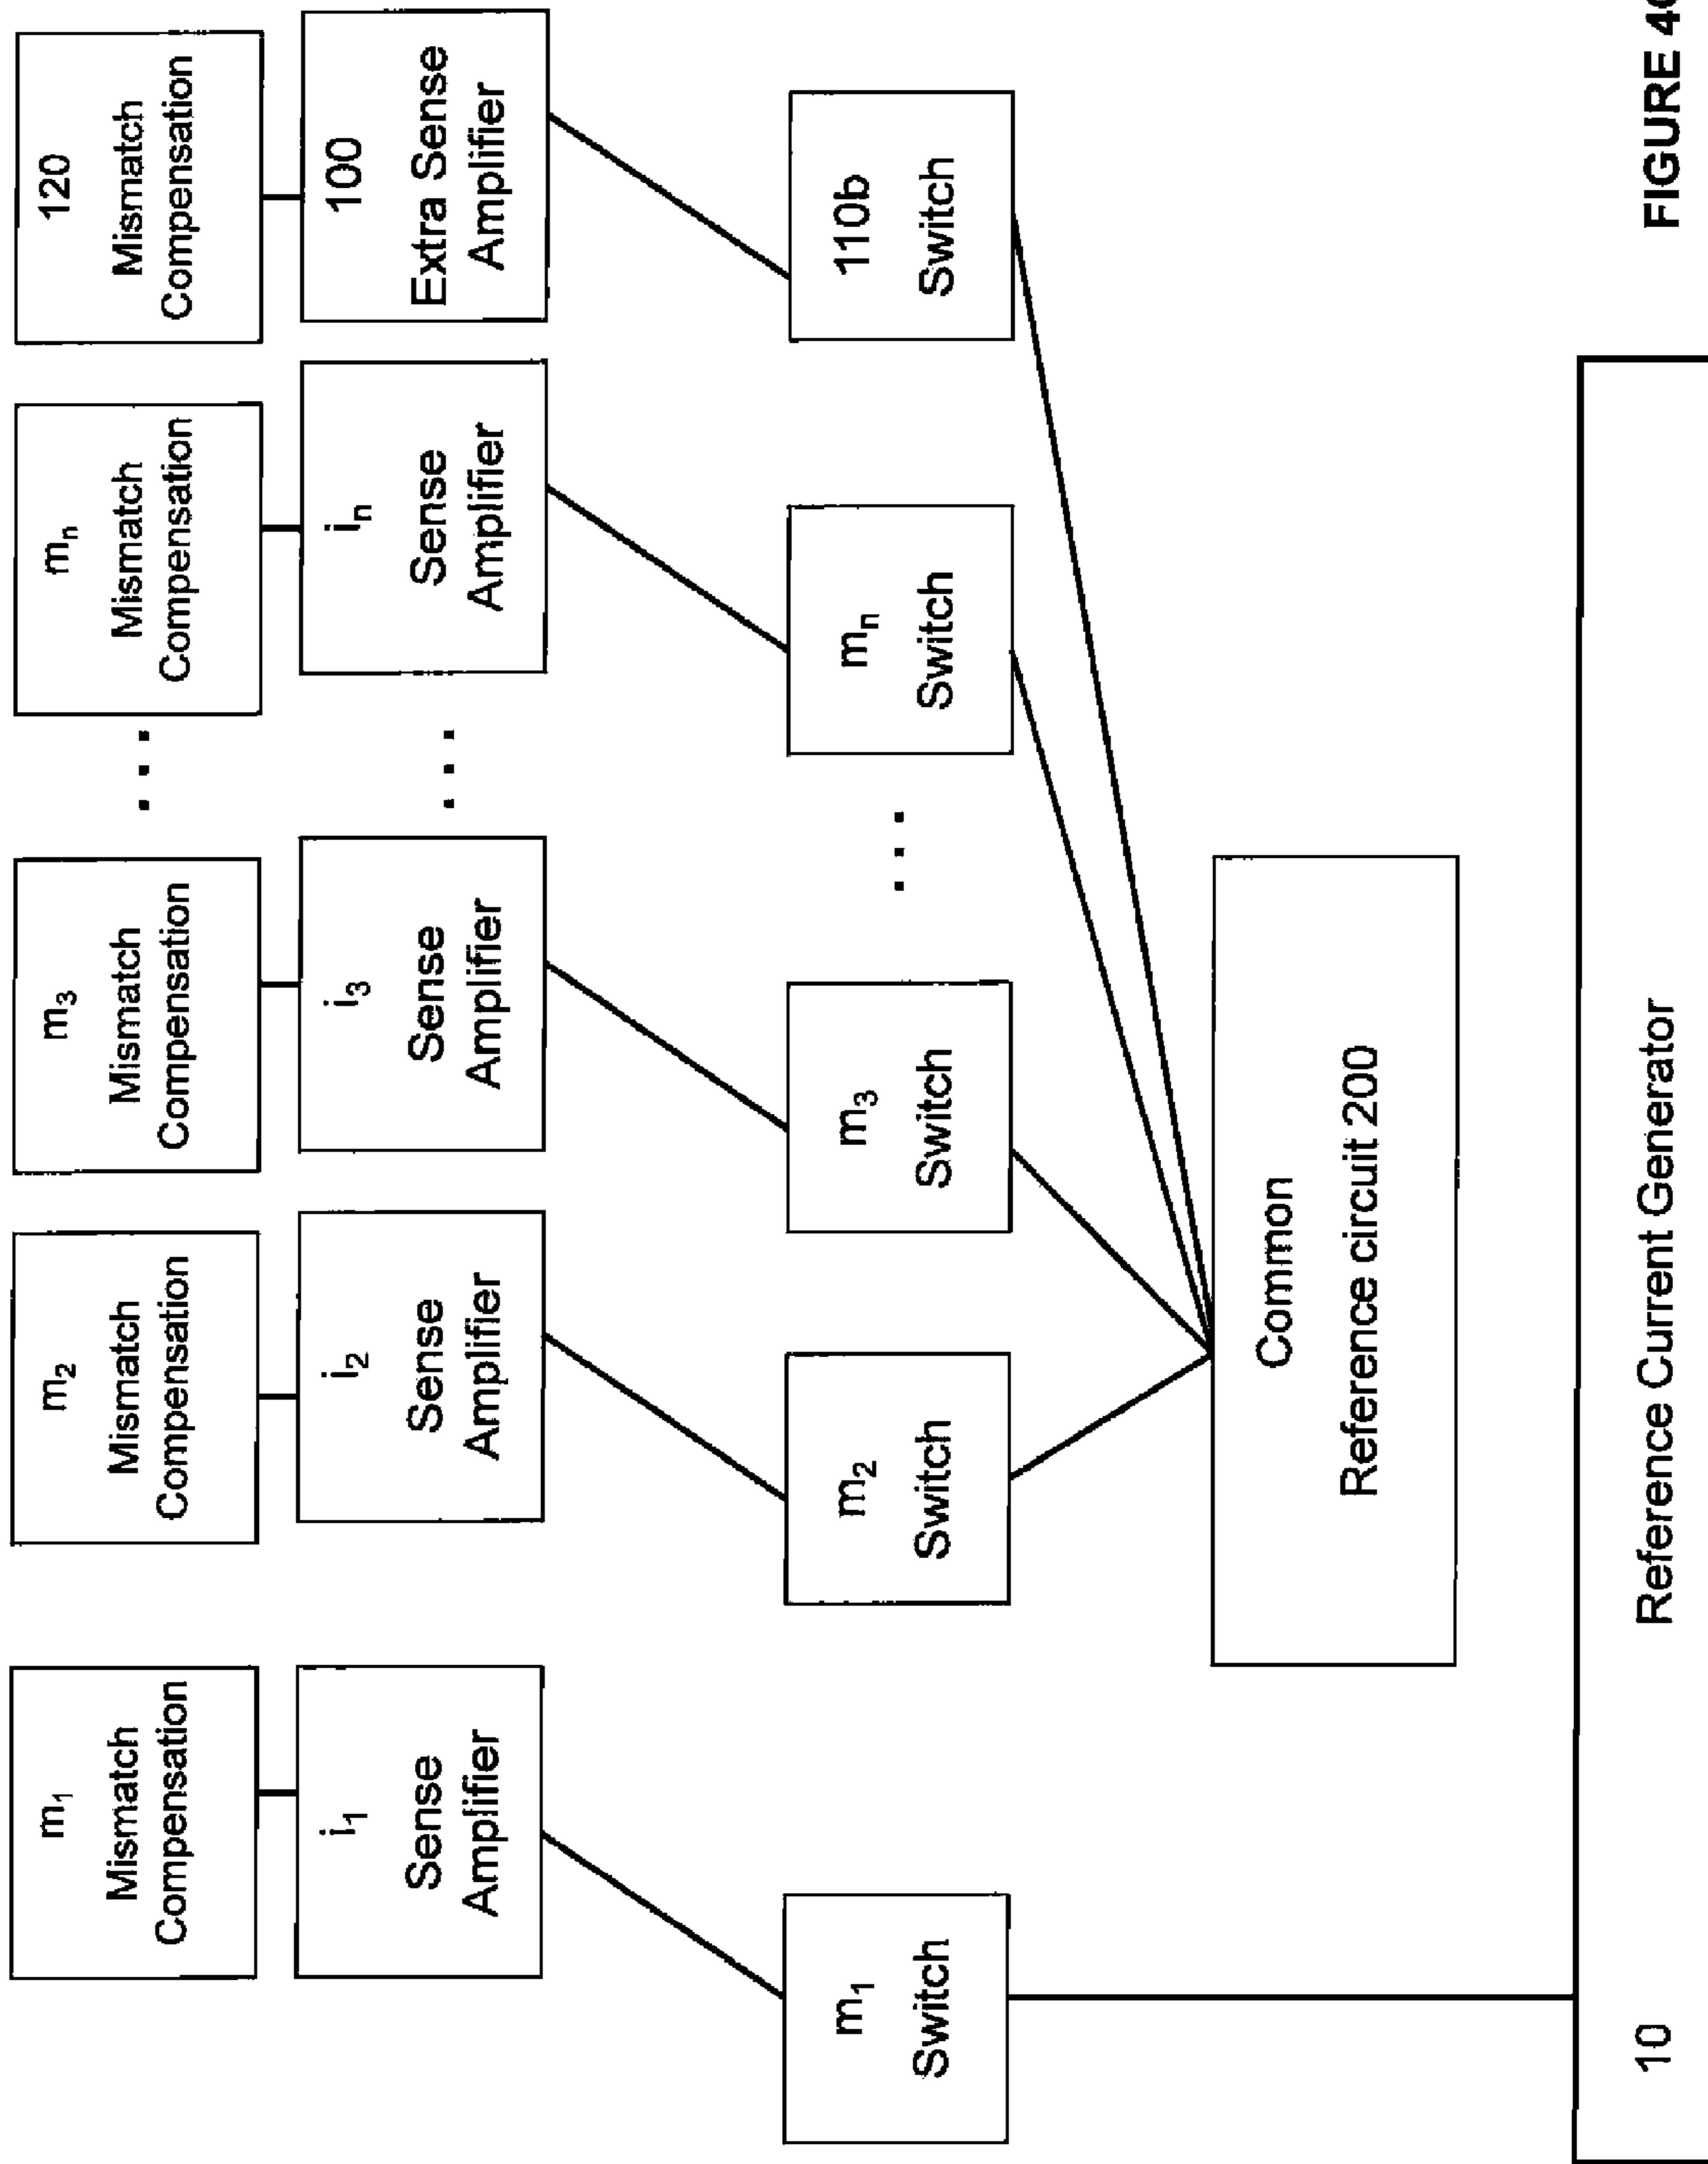 m1
Mismatch
Compensation
m2
Mismatch
Compensation
m3
Mismatch
Compensation
...
mn
Mismatch
Compensation
120
Mismatch
Compensation
i1
Sense
Amplifier
i2
Sense
Amplifier
i3
Sense
Amplifier
...
in
Sense
Amplifier
100
Extra Sense
Amplifier
m1
Switch
m2
Switch
m3
Switch
...
mn
Switch
110b
Switch
Common
Reference circuit 200
10
Reference Current Generator
FIGURE 4